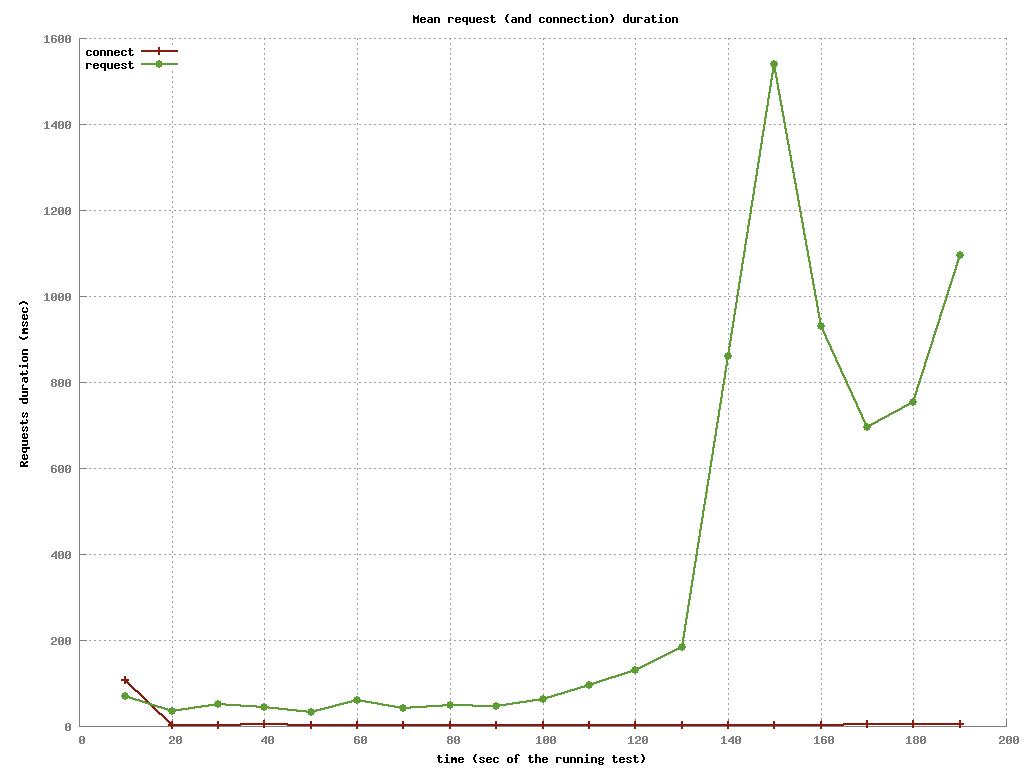 Mean request (and connection) duration
connect
request
1600
1400
1200
1000
800
600
400
200
0
Requests duration (msec)
0 20 40 60 80 100 120 140 160 180 200
time (sec of the running test)